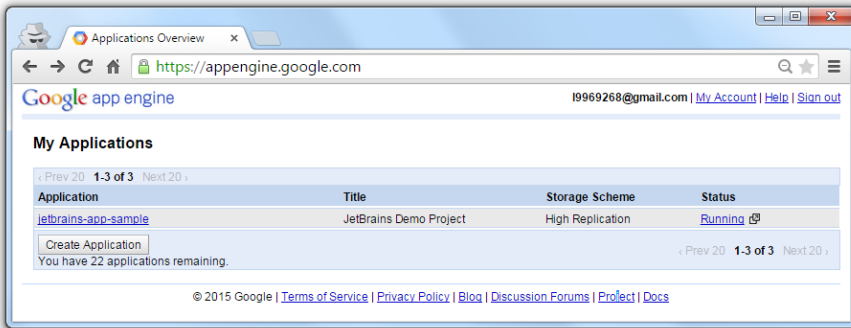 Applications Overview
https://appengine.google.com
Google app engine
l9969268@gmail.com | My Account | Help | Sign out
My Applications
‹ Prev 20 1-3 of 3 Next 20 ›
Application Title Storage Scheme Status
jetbrains-app-sample JetBrains Demo Project High Replication Running
Create Application
You have 22 applications remaining.
‹ Prev 20 1-3 of 3 Next 20 ›
© 2015 Google | Terms of Service | Privacy Policy | Blog | Discussion Forums | Project | Docs